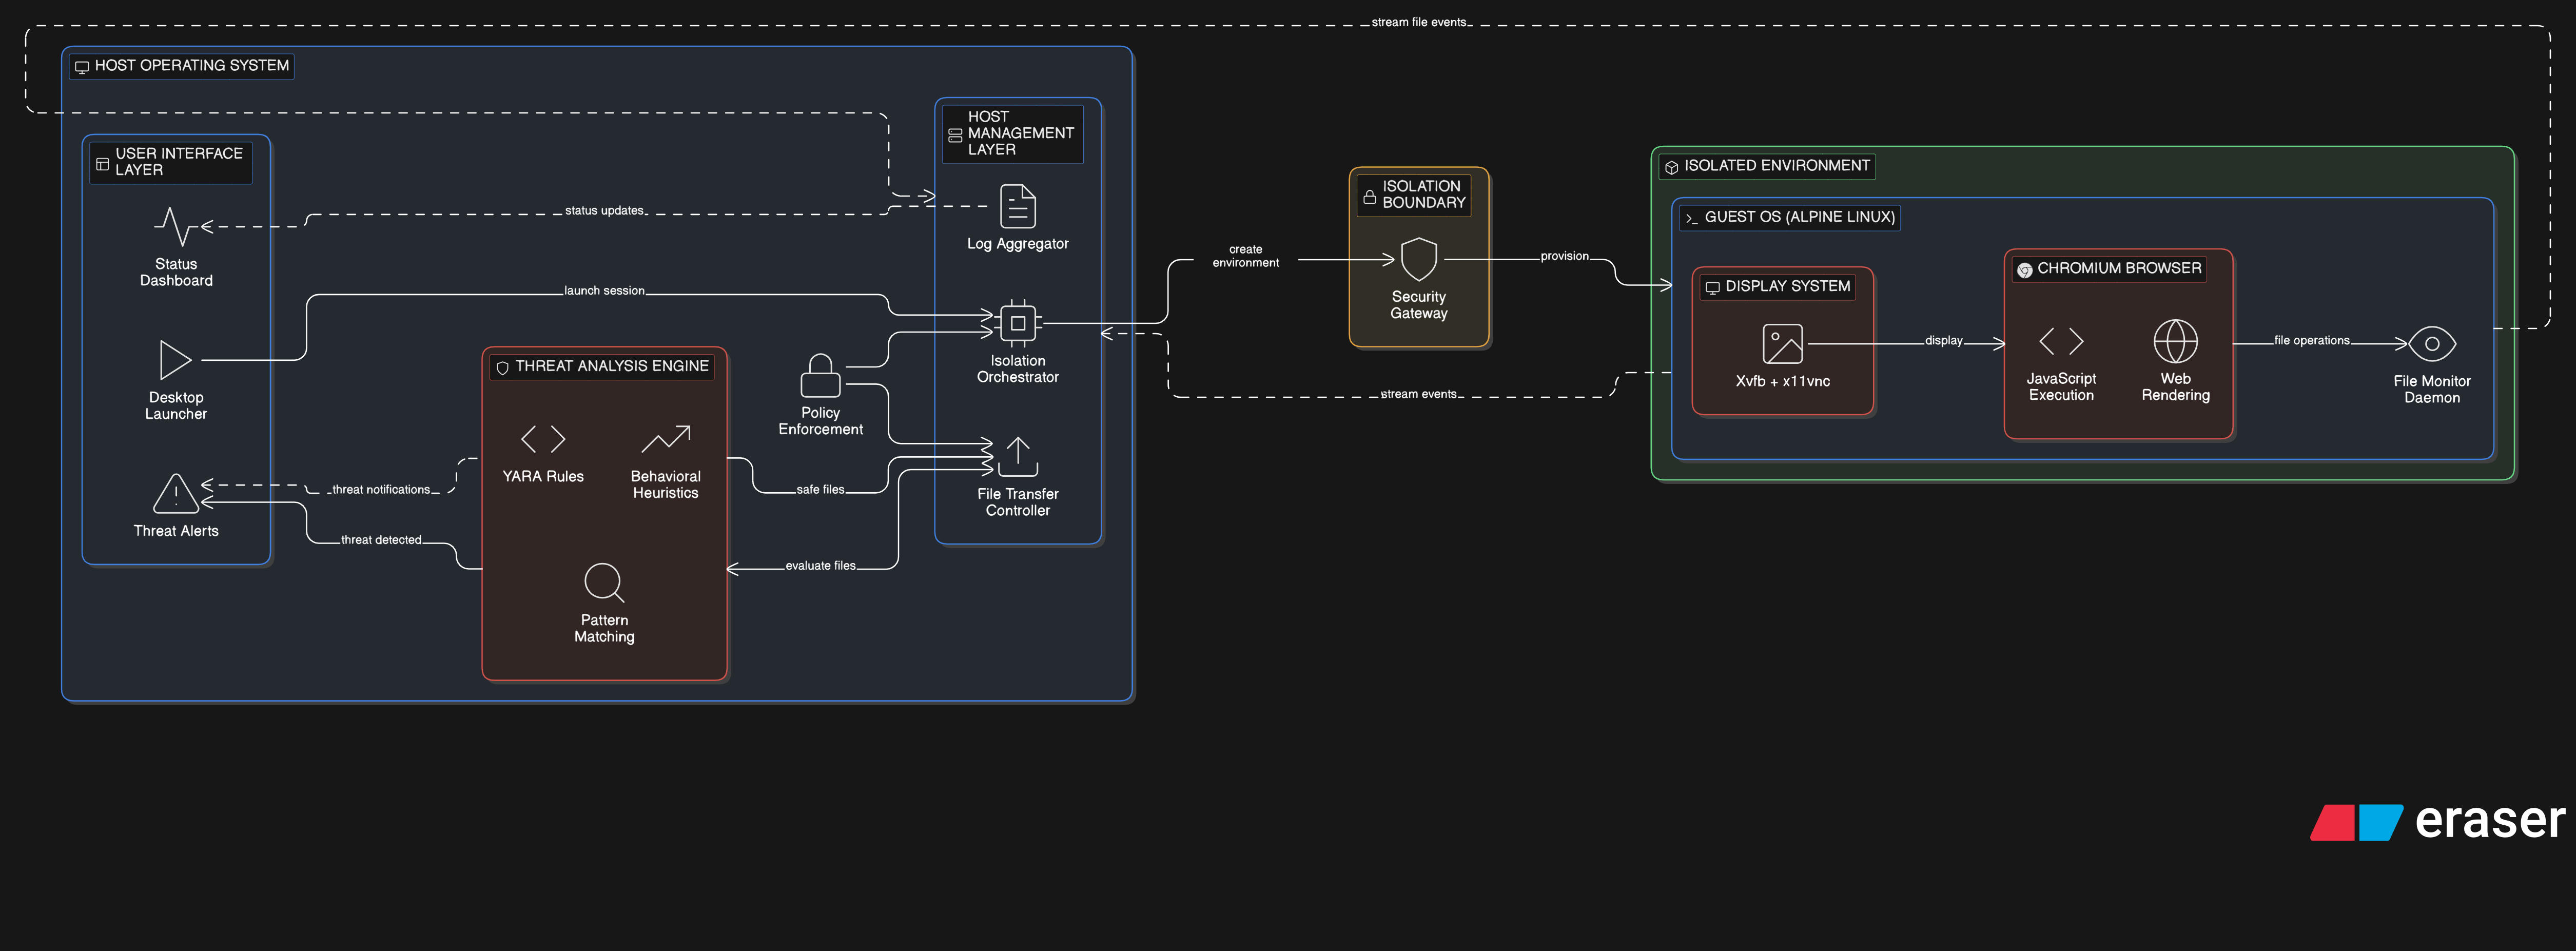 stream file events
HOST OPERATING SYSTEM
HOST
MANAGEMENT
LAYER
USER INTERFACE
LAYER
status updates
Status
Dashboard
Log Aggregator
launch session
Desktop
Launcher
Isolation
Orchestrator
THREAT ANALYSIS ENGINE
Policy
Enforcement
YARA Rules
Behavioral
Heuristics
threat notifications
safe files
File Transfer
Controller
Threat Alerts
threat detected
evaluate files
Pattern
Matching
create
environment
ISOLATION
BOUNDARY
Security
Gateway
provision
stream events
ISOLATED ENVIRONMENT
>_ GUEST OS (ALPINE LINUX)
DISPLAY SYSTEM
Xvfb + x11vnc
display
CHROMIUM BROWSER
JavaScript
Execution
Web
Rendering
file operations
File Monitor
Daemon
eraser